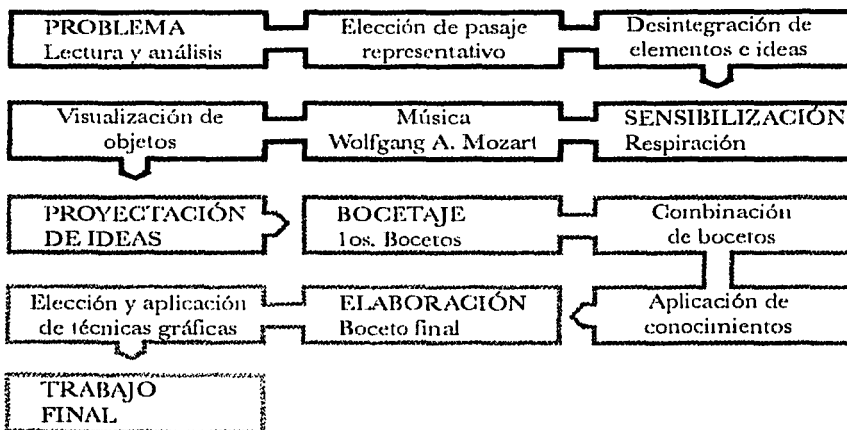 PROBLEMA
Lectura y análisis
Elección de pasaje
representativo
Desintegración de
elementos e ideas
Visualización de
objetos
Música
Wolfgang A. Mozart
SENSIBILIZACIÓN
Respiración
PROYECTACIÓN
DE IDEAS
BOCETAJE
1os. Bocetos
Combinación
de bocetos
Elección y aplicación
de técnicas gráficas
ELABORACIÓN
Boceto final
Aplicación de
conocimientos
TRABAJO
FINAL